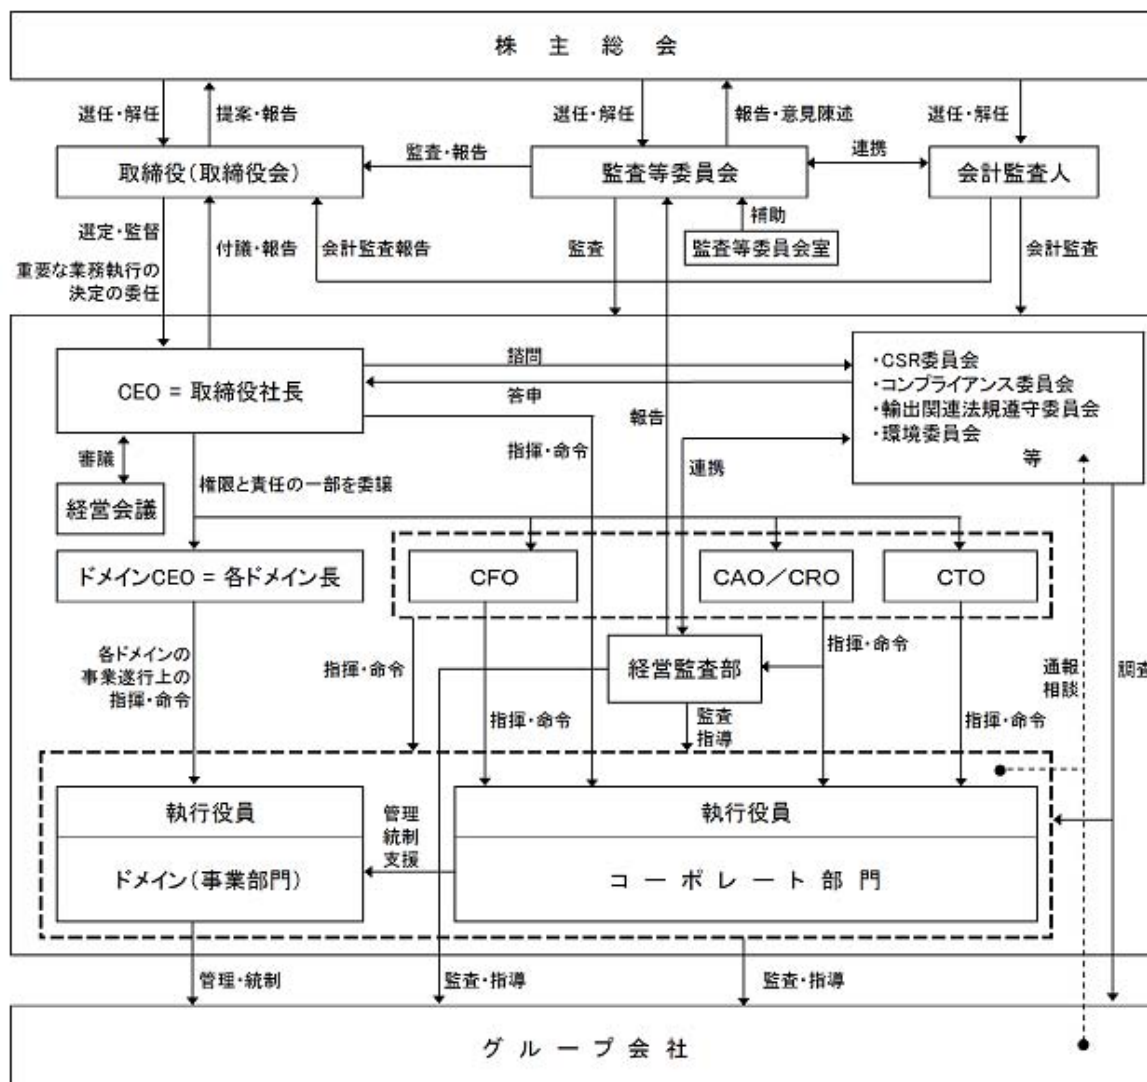 株主総会
選任・解任
提案・報告
選任・解任
報告・意見陳述
選任・解任
取締役(取締役会)
監査・報告
監査等委員会
連携
会計監査人
選定・監督
重要な業務執行の
決定の委任
付議・報告
会計監査報告
監査
補助
監査等委員会室
会計監査
CEO = 取締役社長
諮問
答申
・CSR委員会
・コンプライアンス委員会
・輸出関連法規遵守委員会
・環境委員会
等
審議
経営会議
権限と責任の一部を委譲
指揮・命令
報告
連携
ドメインCEO = 各ドメイン長
CFO
CAO/CRO
CTO
各ドメインの
事業遂行上の
指揮・命令
指揮・命令
指揮・命令
経営監査部
指揮・命令
監査
指導
指揮・命令
通報
相談
調査
執行役員
ドメイン(事業部門)
管理
統制
支援
執行役員
コーポレート部門
管理・統制
監査・指導
監査・指導
グループ会社